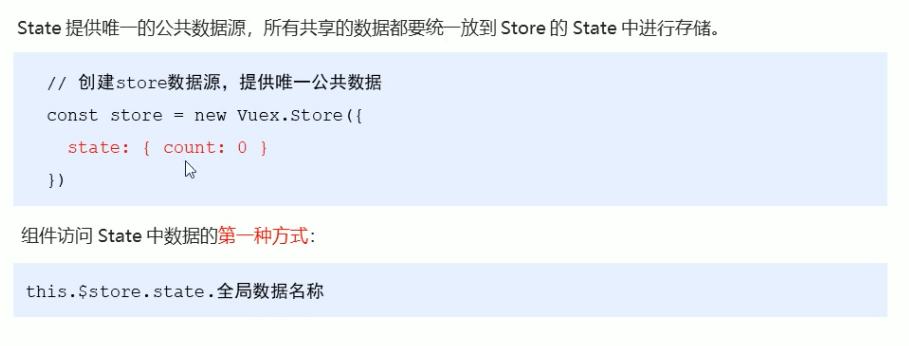 State 提供唯一的公共数据源，所有共享的数据都要统一放到 Store 的 State 中进行存储。
// 创建store数据源，提供唯一公共数据
const store = new Vuex.Store({
state: { count: 0 }
})
组件访问 State 中数据的第一种方式：
this.$store.state.全局数据名称